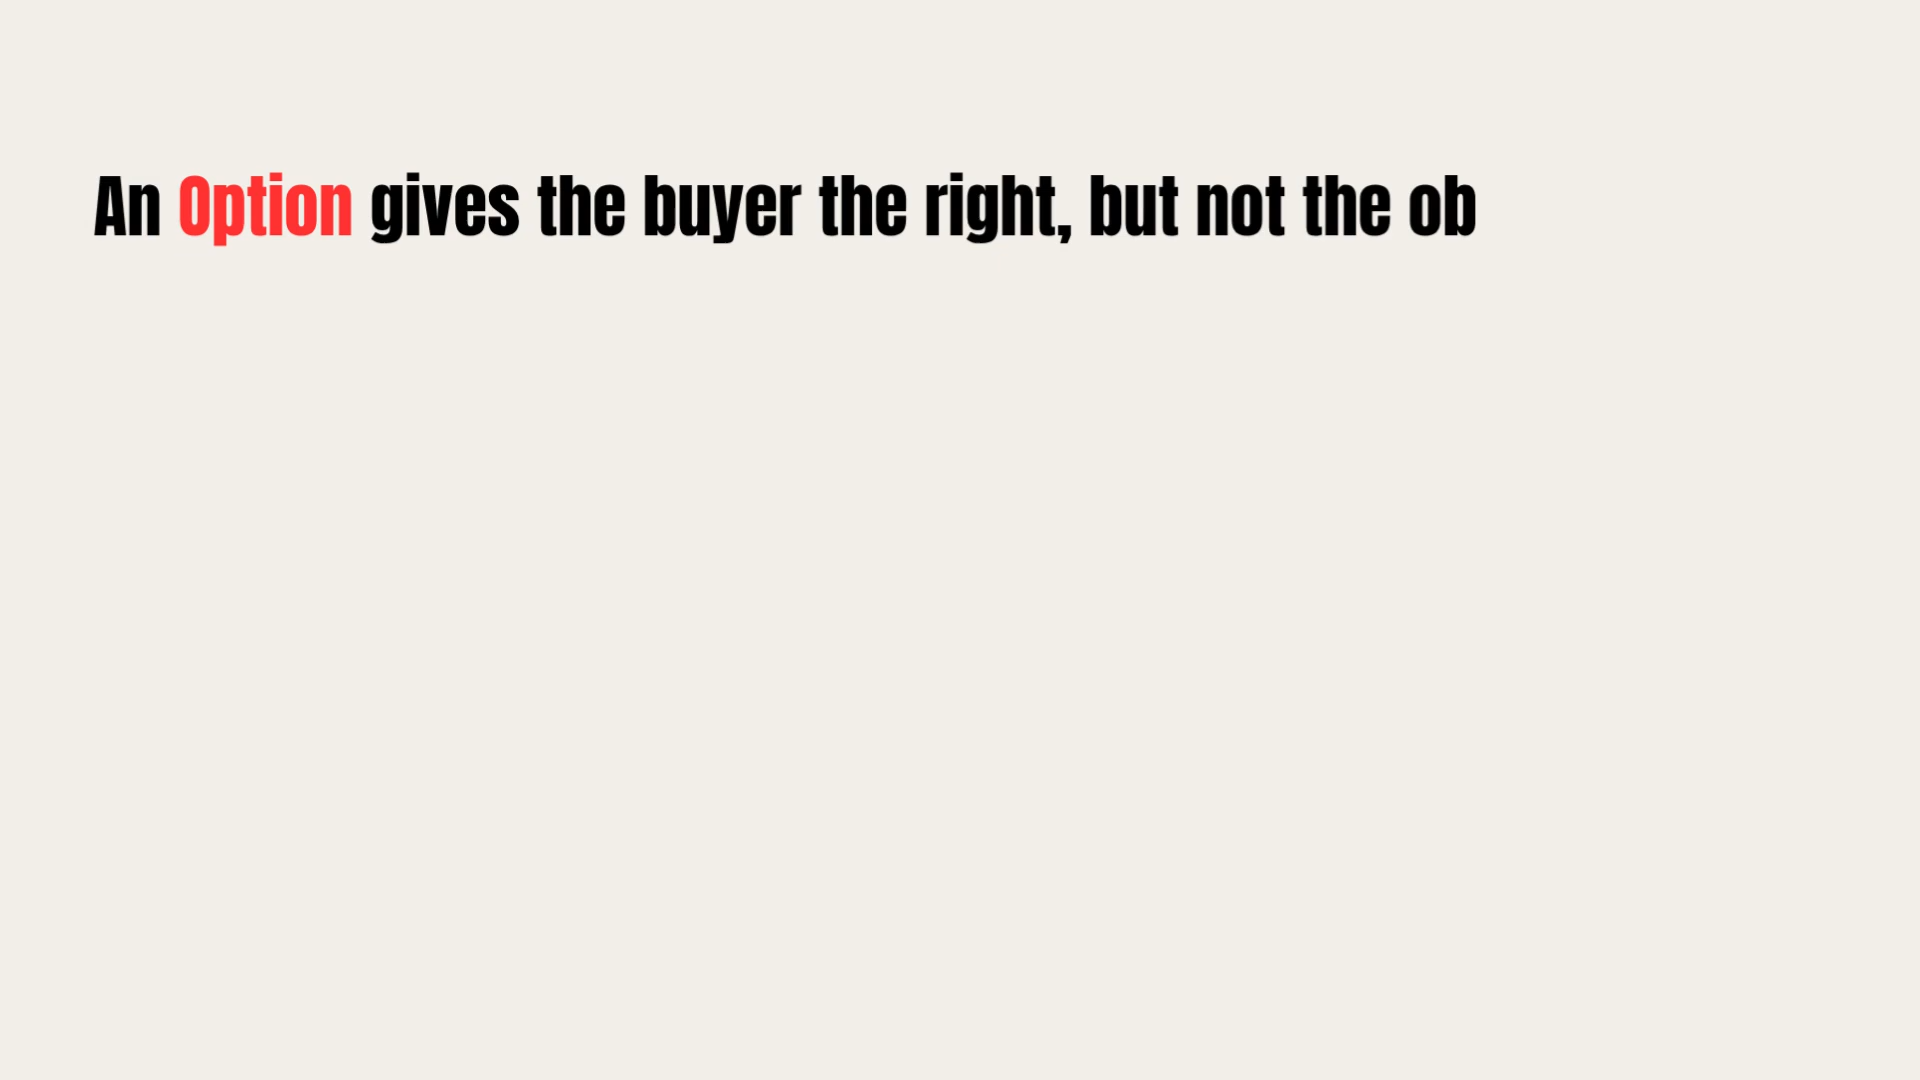 An Option gives the buyer the right, but not the ob